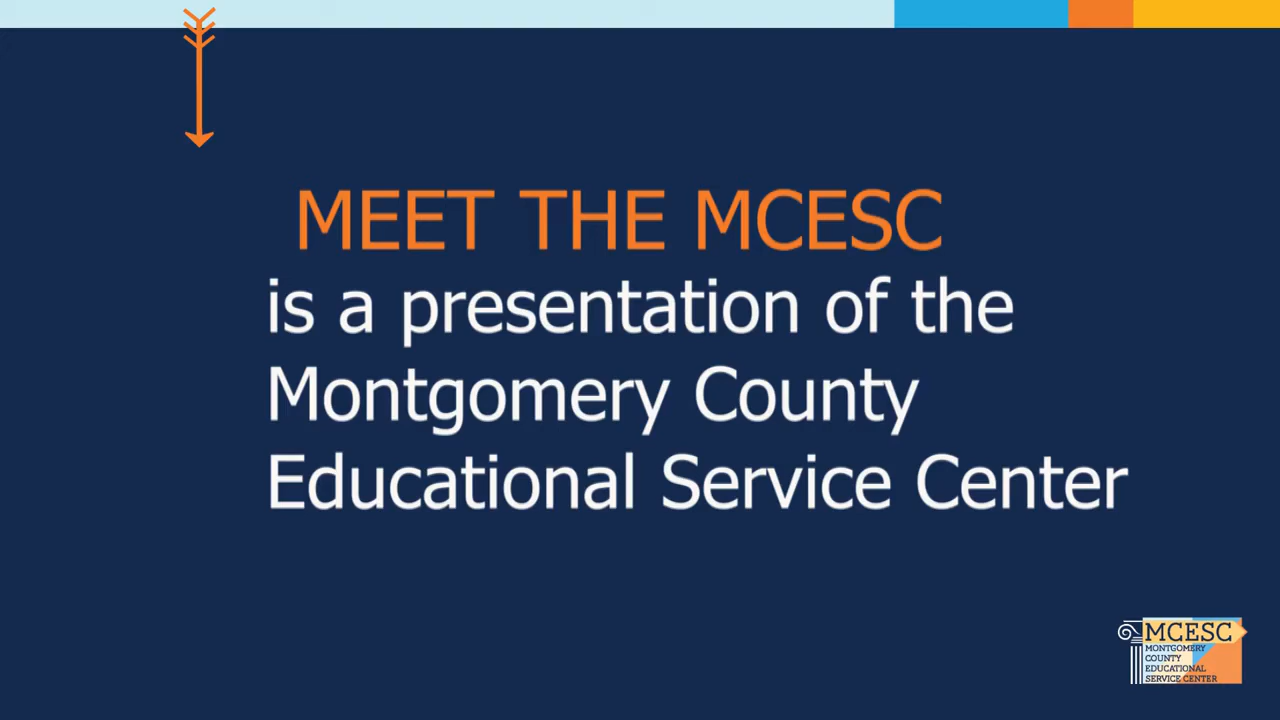 MEET THE MCESC
is a presentation of the
Montgomery County
Educational Service Center
MCESC
MONTGOMERY
COUNTY
EDUCATIONAL
SERVICE CENTER